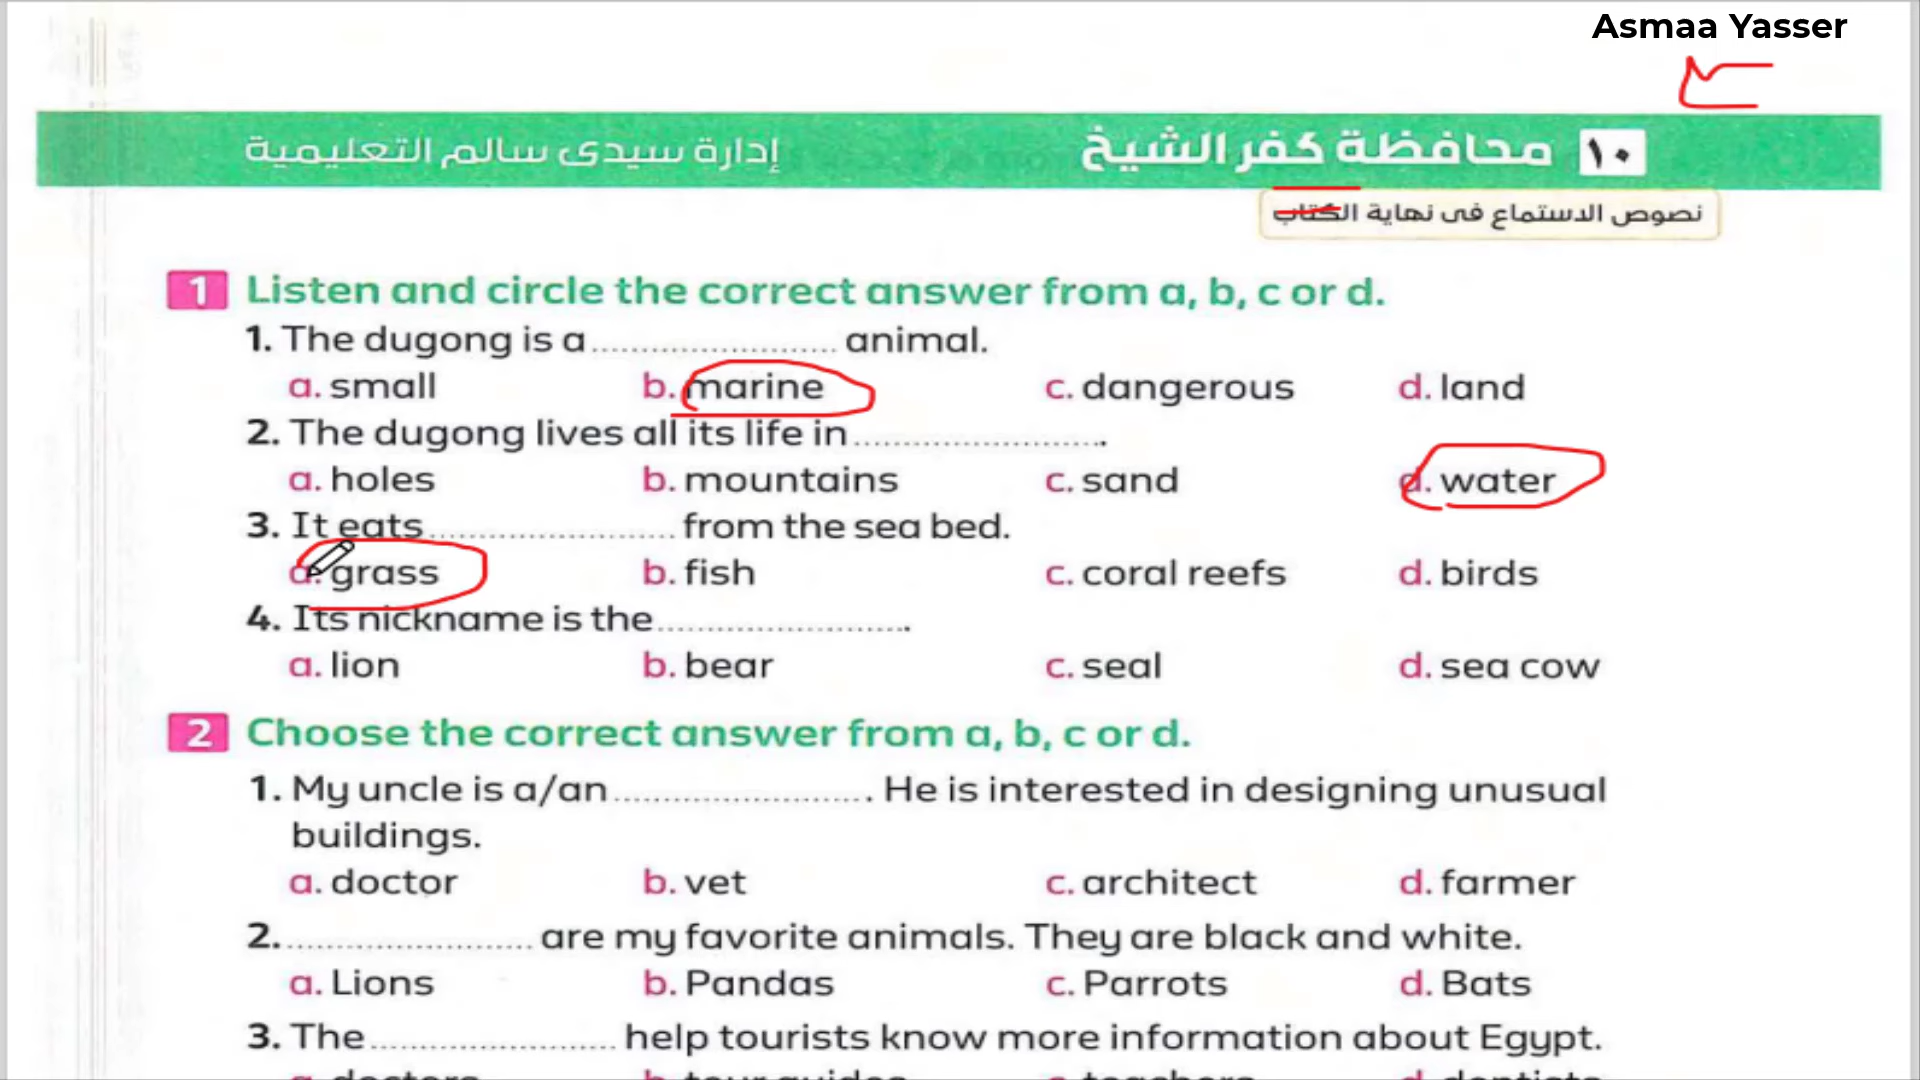 Asmaa Yasser
١٠ محافظة كفر الشيخ إدارة سيدى سالم التعليمية
نصوص الاستماع فى نهاية الكتاب
1 Listen and circle the correct answer from a, b, c or d.
1. The dugong is a ........................ animal.
a. small b. marine c. dangerous d. land
2. The dugong lives all its life in ........................ .
a. holes b. mountains c. sand d. water
3. It eats ........................ from the sea bed.
a. grass b. fish c. coral reefs d. birds
4. Its nickname is the ........................ .
a. lion b. bear c. seal d. sea cow
2 Choose the correct answer from a, b, c or d.
1. My uncle is a/an ........................ . He is interested in designing unusual
buildings.
a. doctor b. vet c. architect d. farmer
2. ........................ are my favorite animals. They are black and white.
a. Lions b. Pandas c. Parrots d. Bats
3. The ........................ help tourists know more information about Egypt.
a. doctors b. tour guides c. teachers d. dentists